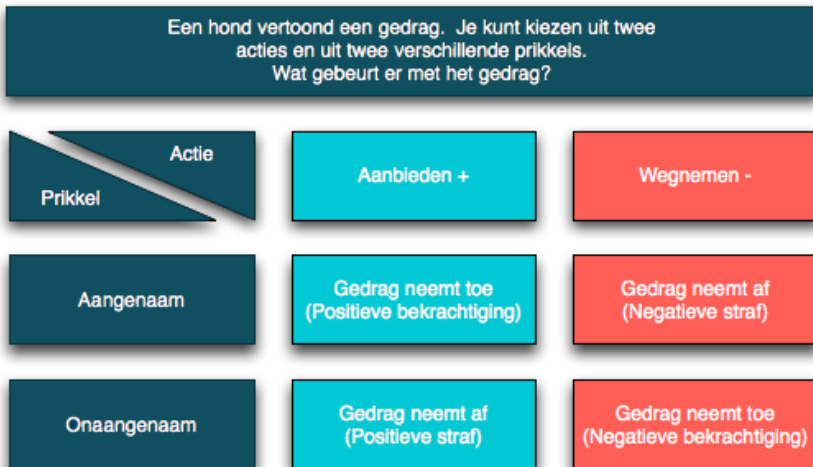 Een hond vertoond een gedrag. Je kunt kiezen uit twee
acties en uit twee verschillende prikkels.
Wat gebeurt er met het gedrag?
Actie
Prikkel
Aanbieden +
Wegnemen -
Aangenaam
Gedrag neemt toe
(Positieve bekrachtiging)
Gedrag neemt af
(Negatieve straf)
Onaangenaam
Gedrag neemt af
(Positieve straf)
Gedrag neemt toe
(Negatieve bekrachtiging)